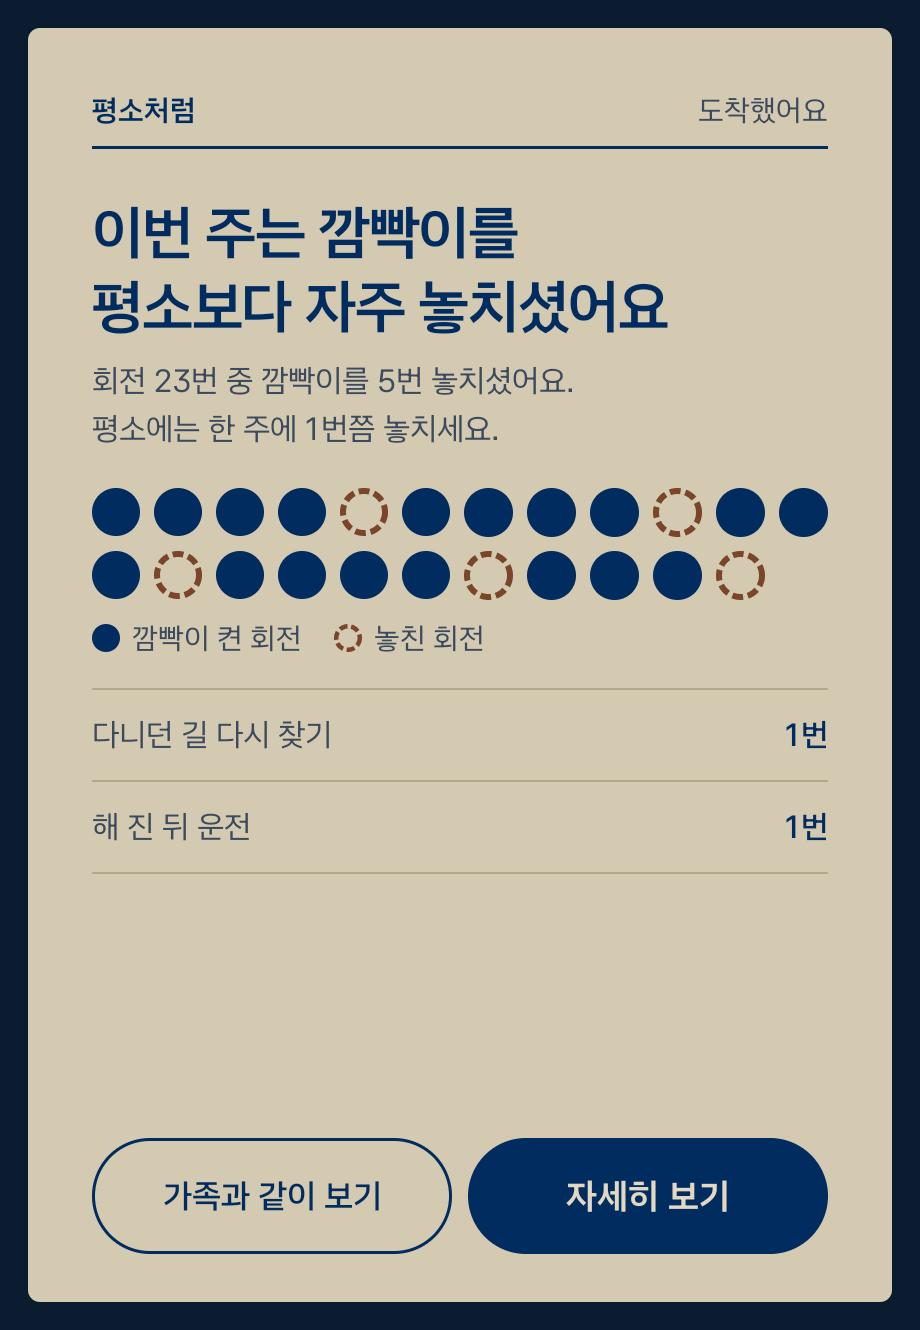 평소처럼
도착했어요
이번 주는 깜빡이를
평소보다 자주 놓치셨어요
회전 23번 중 깜빡이를 5번 놓치셨어요.
평소에는 한 주에 1번쯤 놓치세요.
깜빡이 켠 회전
놓친 회전
다니던 길 다시 찾기
1번
해 진 뒤 운전
1번
가족과 같이 보기
자세히 보기